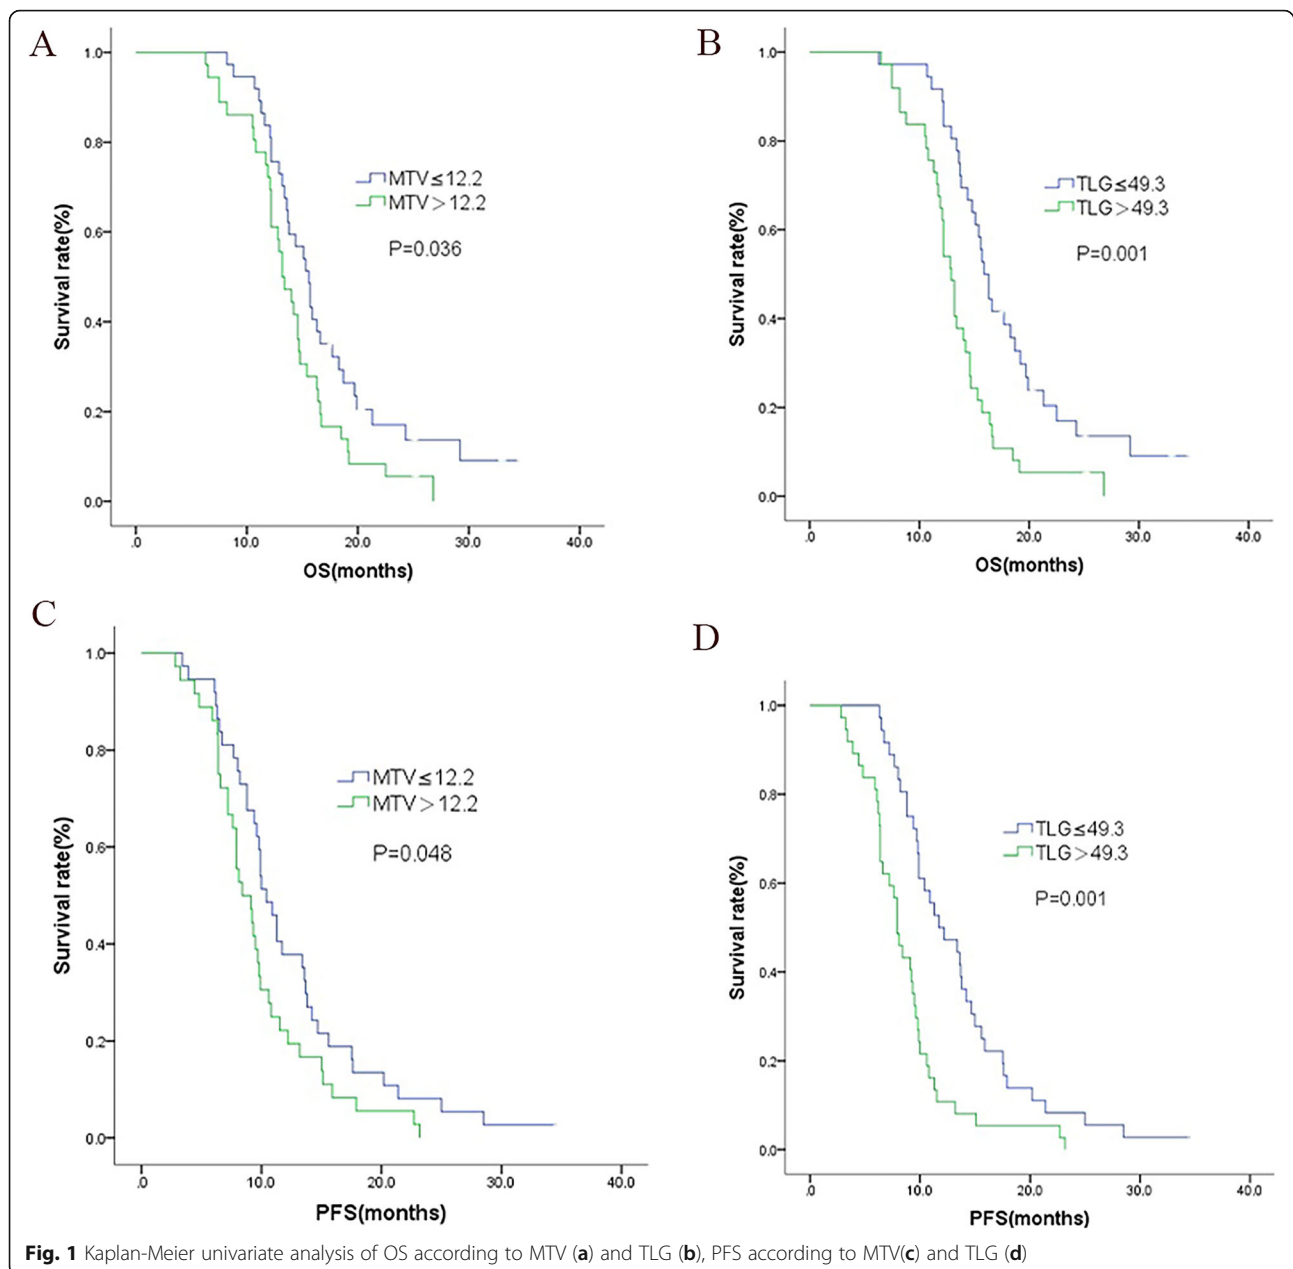 A
1.0
0.8
0.6
0.4
0.2
0.0
Survival rate(%)
MTV≤12.2
MTV>12.2
P=0.036
.0 10.0 20.0 30.0 40.0
OS(months)
B
1.0
0.8
0.6
0.4
0.2
0.0
Survival rate(%)
TLG≤49.3
TLG>49.3
P=0.001
.0 10.0 20.0 30.0 40.0
OS(months)
C
1.0
0.8
0.6
0.4
0.2
0.0
Survival rate(%)
MTV≤12.2
MTV>12.2
P=0.048
.0 10.0 20.0 30.0 40.0
PFS(months)
D
1.0
0.8
0.6
0.4
0.2
0.0
Survival rate(%)
TLG≤49.3
TLG>49.3
P=0.001
.0 10.0 20.0 30.0 40.0
PFS(months)
Fig. 1 Kaplan-Meier univariate analysis of OS according to MTV (a) and TLG (b), PFS according to MTV(c) and TLG (d)